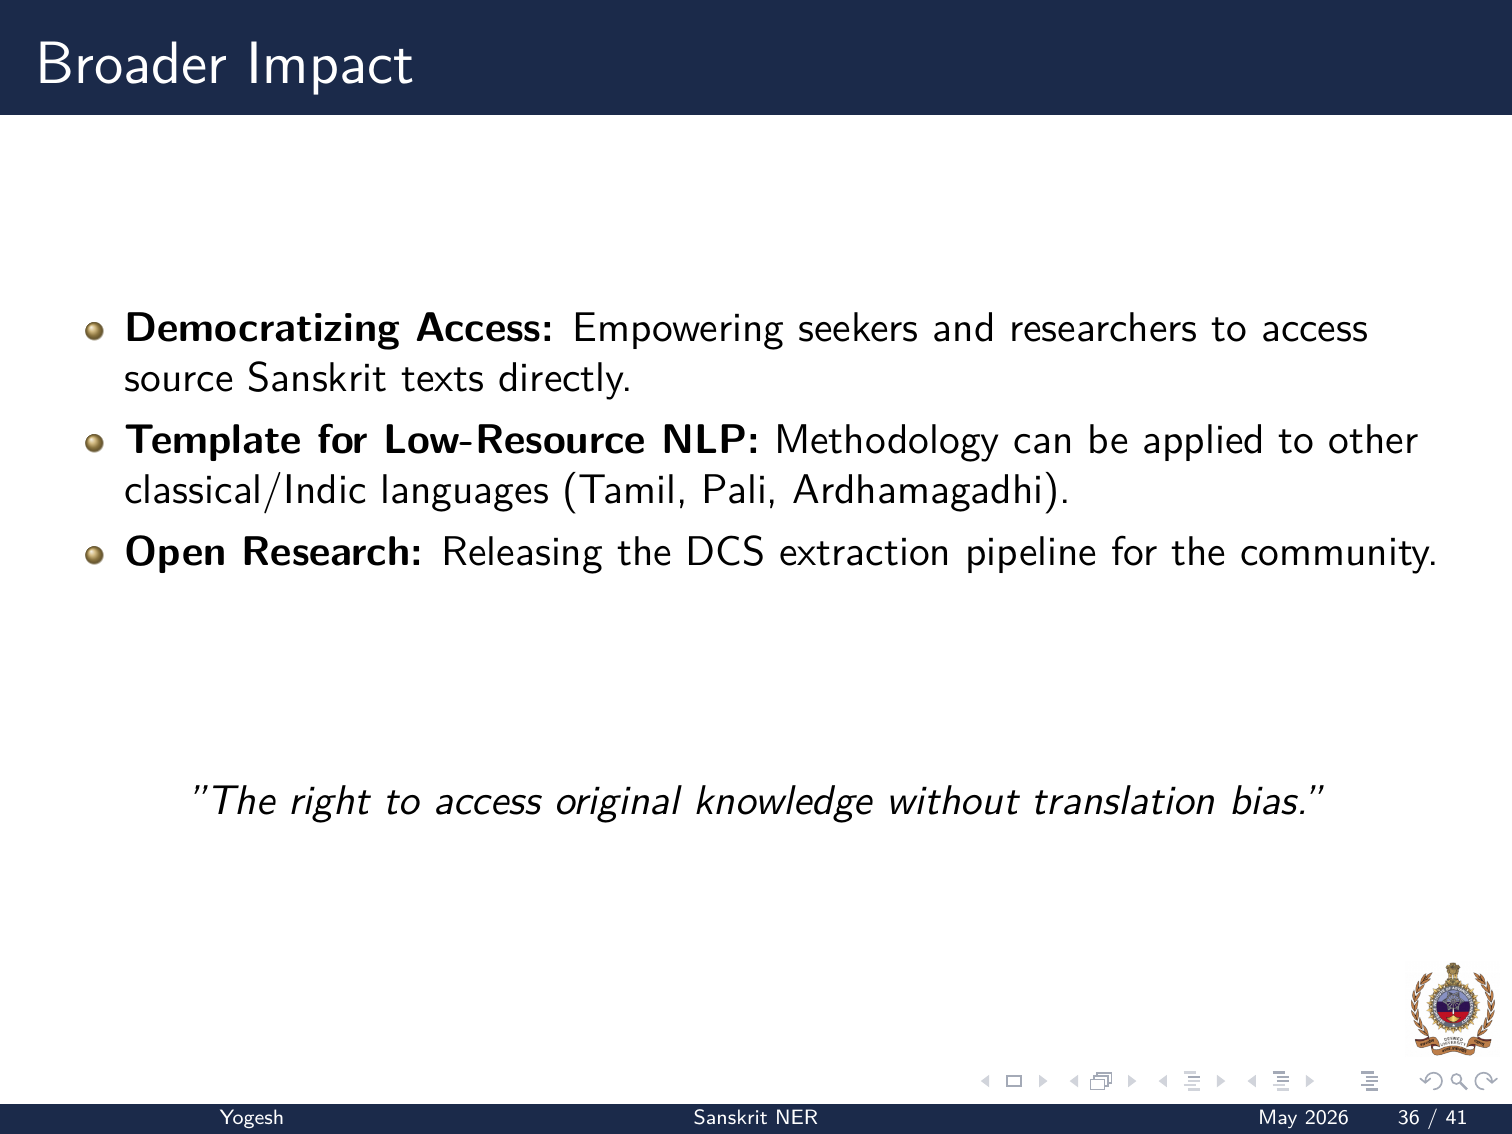 Broader Impact
Democratizing Access: Empowering seekers and researchers to access
source Sanskrit texts directly.
Template for Low-Resource NLP: Methodology can be applied to other
classical/Indic languages (Tamil, Pali, Ardhamagadhi).
Open Research: Releasing the DCS extraction pipeline for the community.
”The right to access original knowledge without translation bias.”
Yogesh
Sanskrit NER
May 2026
36 / 41